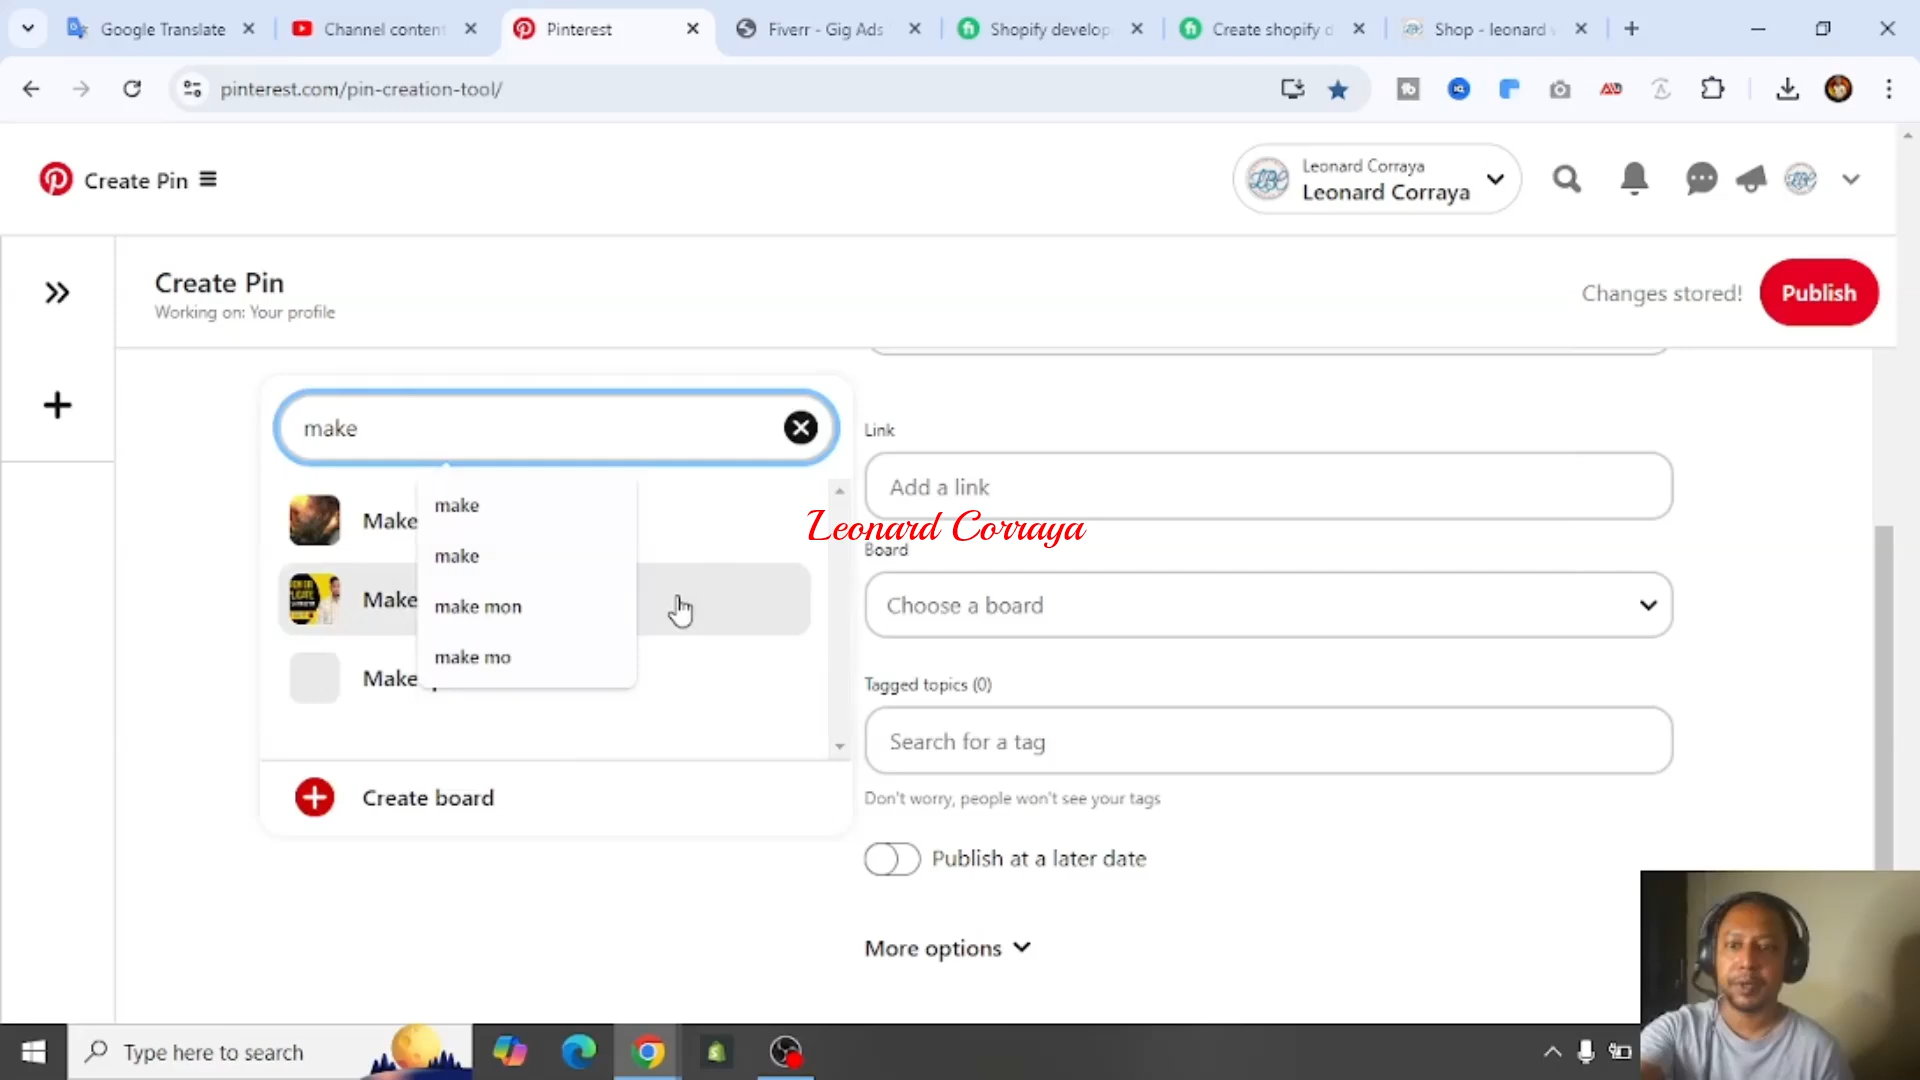 Google Translate
Channel content
Pinterest
Fiverr - Gig Ads
Shopify develop
Create shopify d
Shop - leonard
pinterest.com/pin-creation-tool/
Create Pin
Leonard Corraya
Leonard Corraya
Create Pin
Working on: Your profile
Changes stored!
Publish
make
Make
make
make
Make
make mon
make mo
Make
Create board
Link
Add a link
Leonard Corraya
Board
Choose a board
Tagged topics (0)
Search for a tag
Don't worry, people won't see your tags
Publish at a later date
More options
Type here to search